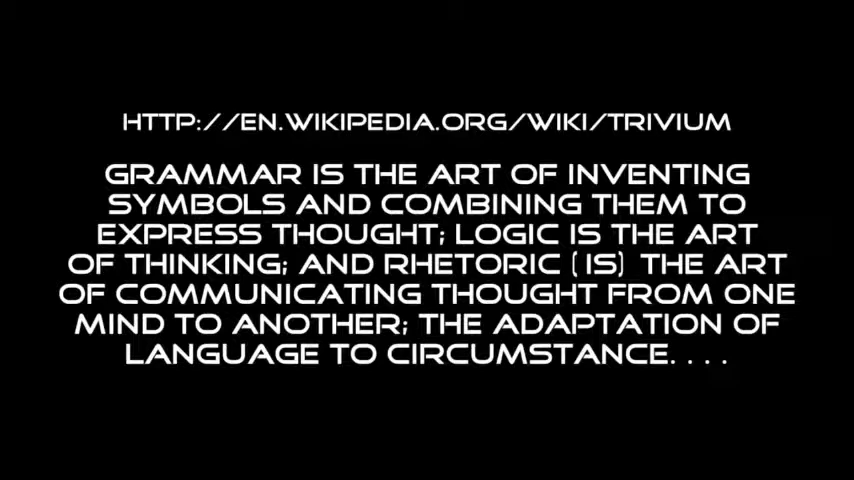 HTTP://EN.WIKIPEDIA.ORG/WIKI/TRIVIUM
GRAMMAR IS THE ART OF INVENTING
SYMBOLS AND COMBINING THEM TO
EXPRESS THOUGHT; LOGIC IS THE ART
OF THINKING; AND RHETORIC (IS) THE ART
OF COMMUNICATING THOUGHT FROM ONE
MIND TO ANOTHER; THE ADAPTATION OF
LANGUAGE TO CIRCUMSTANCE....